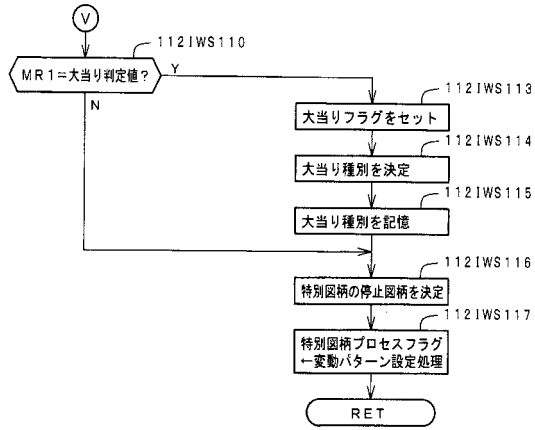 V
112IWS110
MR1=大当り判定値?
Y
N
112IWS113
大当りフラグをセット
112IWS114
大当り種別を決定
112IWS115
大当り種別を記憶
112IWS116
特別図柄の停止図柄を決定
112IWS117
特別図柄プロセスフラグ
←変動パターン設定処理
RET